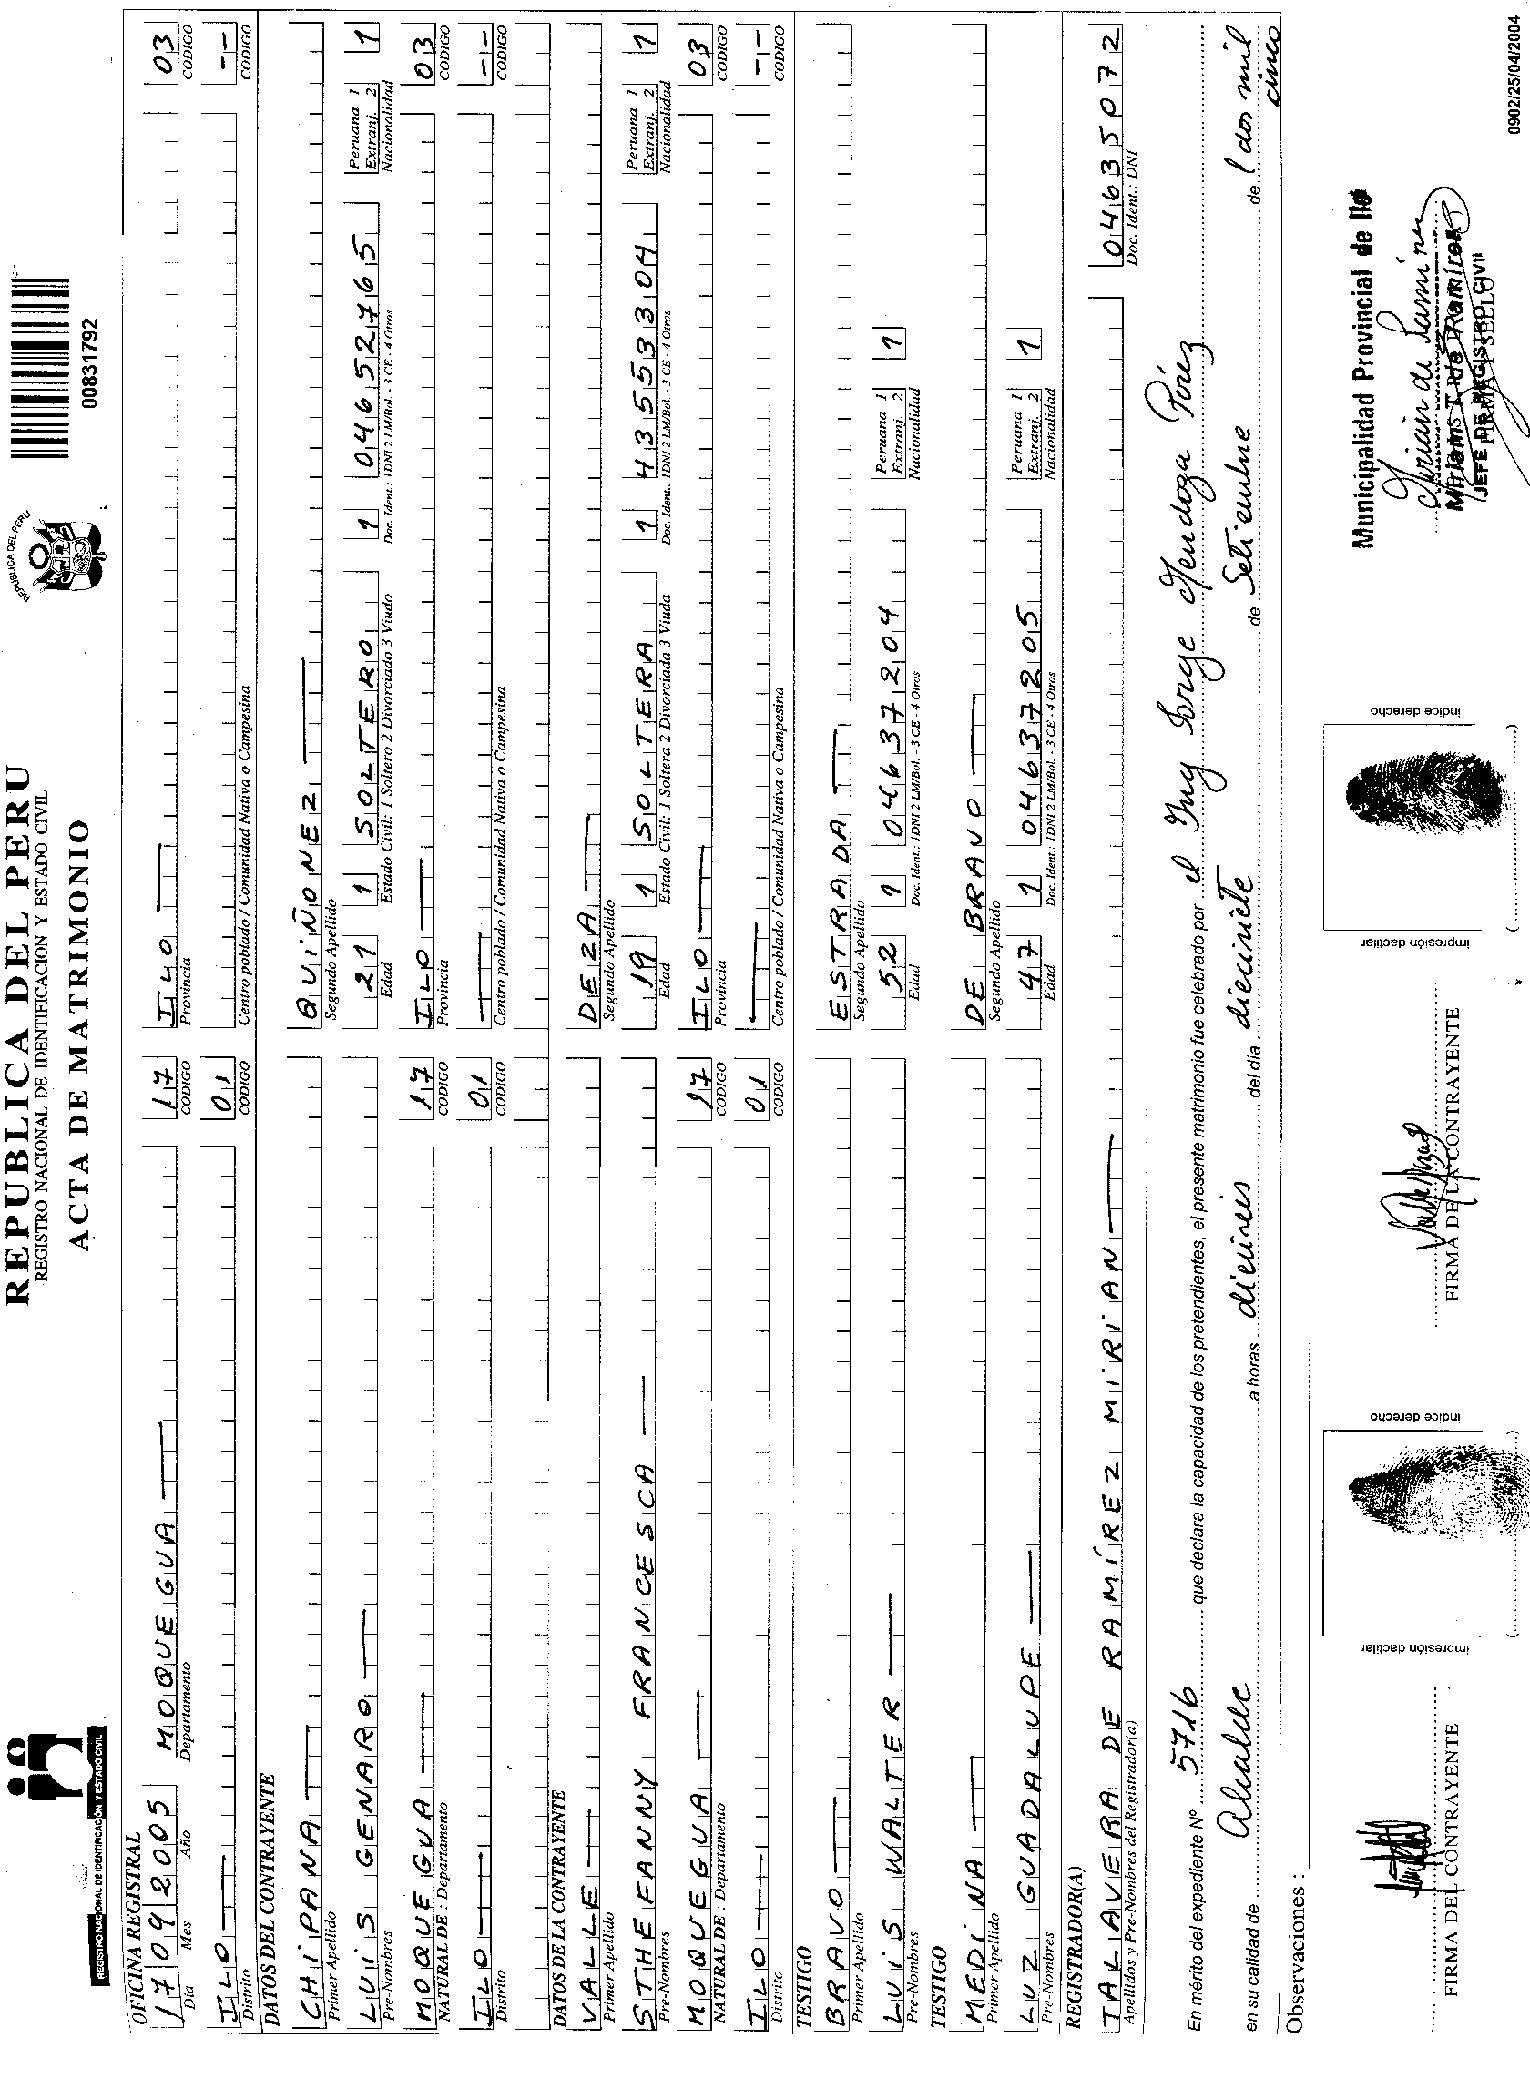 REGISTRO NACIONAL DE IDENTIFICACION Y ESTADO CIVIL
REPUBLICA DEL PERU
REGISTRO NACIONAL DE IDENTIFICACION Y ESTADO CIVIL
ACTA DE MATRIMONIO
REPUBLICA DEL PERU
00831792
OFICINA REGISTRAL
17 09 2005 MOQUEGUA 17 ILO 03
Dia Mes Año Departamento CODIGO Provincia CODIGO
ILO 01 --
Distrito CODIGO Centro poblado / Comunidad Nativa o Campesina CODIGO
DATOS DEL CONTRAYENTE
CHIPANA QUIÑONEZ
Primer Apellido Segundo Apellido
LUIS GENARO 21 1 SOLTERO 1 04652765 Peruana 1 Extranj. 2 1
Pre-Nombres Edad Estado Civil: 1 Soltero 2 Divorciado 3 Viudo Doc. Ident.: 1DNI 2 LM/Bol. - 3 CE - 4 Otros Nacionalidad
MOQUEGUA 17 ILO 03
NATURAL DE : Departamento CODIGO Provincia CODIGO
ILO 01 --
Distrito CODIGO Centro poblado / Comunidad Nativa o Campesina CODIGO
DATOS DE LA CONTRAYENTE
VALLE DEZA
Primer Apellido Segundo Apellido
STHEFANNY FRANCESCA 19 1 SOLTERA 1 43555304 Peruana 1 Extranj. 2 1
Pre-Nombres Edad Estado Civil: 1 Soltera 2 Divorciada 3 Viuda Doc. Ident.: 1DNI 2 LM/Bol. - 3 CE - 4 Otros Nacionalidad
MOQUEGUA 17 ILO 03
NATURAL DE : Departamento CODIGO Provincia CODIGO
ILO 01 --
Distrito CODIGO Centro poblado / Comunidad Nativa o Campesina CODIGO
TESTIGO
BRAVO ESTRADA
Primer Apellido Segundo Apellido
LUIS WALTER 52 1 04637204 Peruana 1 Extranj. 2 1
Pre-Nombres Edad Doc. Ident.: 1DNI 2 LM/Bol. - 3 CE - 4 Otros Nacionalidad
TESTIGO
MEDINA DE BRAVO
Primer Apellido Segundo Apellido
LUZ GUADALUPE 47 1 04637205 Peruana 1 Extranj. 2 1
Pre-Nombres Edad Doc. Ident.: 1DNI 2 LM/Bol. - 3 CE - 4 Otros Nacionalidad
REGISTRADOR(A)
TALAVERA DE RAMÍREZ MIRIAN 04635072
Apellidos y Pre-Nombres del Registrador(a) Doc. Ident.: DNI
En mérito del expediente Nº 5716 que declara la capacidad de los pretendientes, el presente matrimonio fue celebrado por el Ing Jorge Mendoza Pérez
en su calidad de Alcalde a horas dieciseis del día diecisiete de Setiembre de dos mil cinco
Observaciones :
Municipalidad Provincial de Ilo
Mirian T. de Ramírez
JEFE DE REGISTRO CIVIL
FIRMA Y SELLO
FIRMA DEL CONTRAYENTE
impresión dactilar
índice derecho
FIRMA DE LA CONTRAYENTE
impresión dactilar
índice derecho
0902/25/04/2004